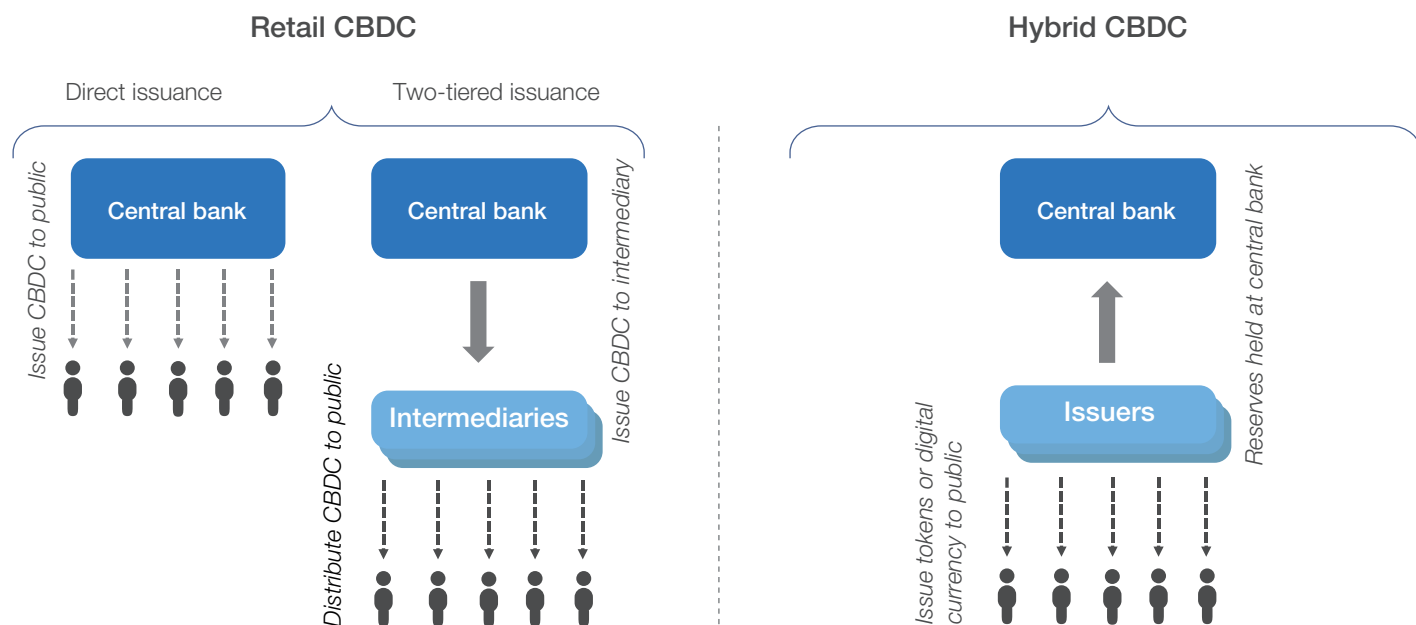 Retail CBDC
Hybrid CBDC
Direct issuance
Two-tiered issuance
Issue CBDC to public
Central bank
Central bank
Issue CBDC to intermediary
Intermediaries
Distribute CBDC to public
Central bank
Reserves held at central bank
Issuers
Issue tokens or digital
currency to public